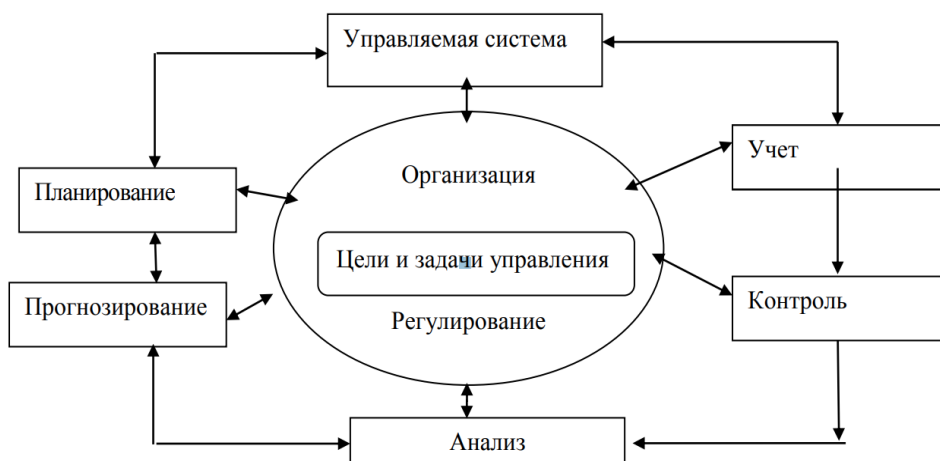 Управляемая система
Учет
Организация
Планирование
Цели и задачи управления
Прогнозирование
Контроль
Регулирование
Анализ